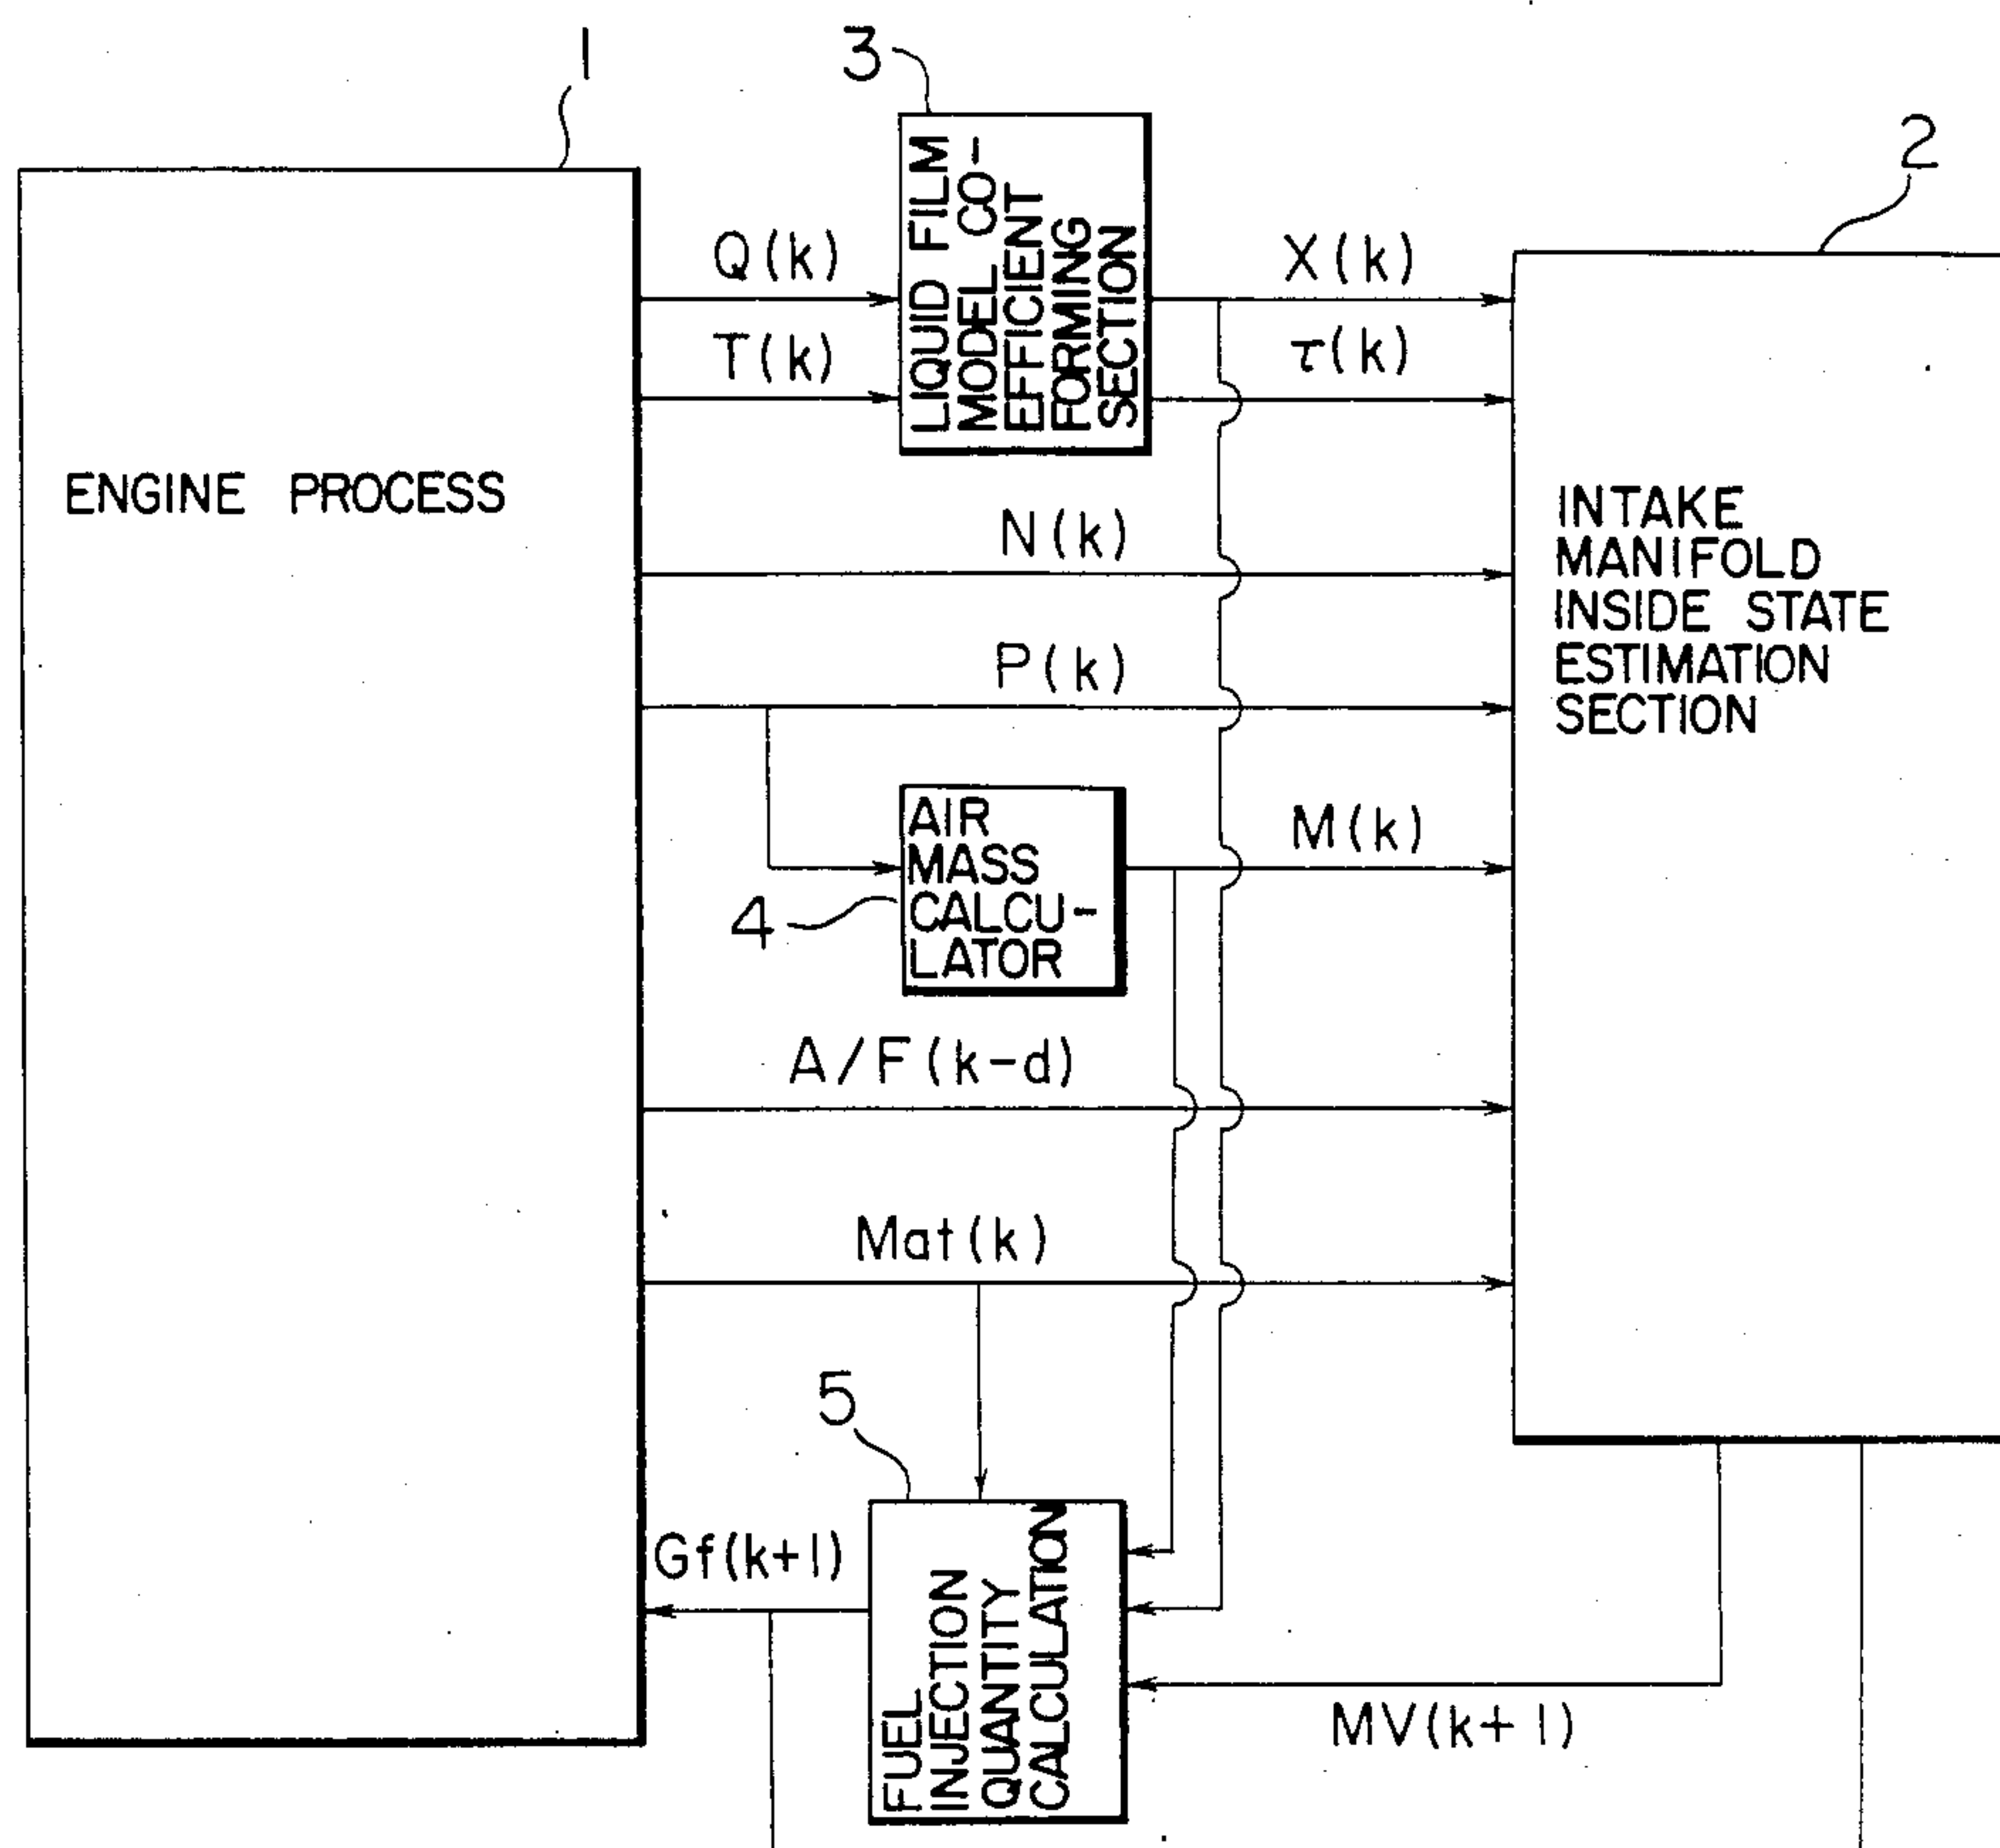 1
3
2
LIQUID FILM
MODEL CO-
EFFICIENT
FORMING
SECTION
Q(k)
T(k)
X(k)
τ(k)
ENGINE PROCESS
N(k)
INTAKE
MANIFOLD
INSIDE STATE
ESTIMATION
SECTION
P(k)
AIR
MASS
CALCU-
LATOR
4
M(k)
A/F(k-d)
Mat(k)
5
Gf(k+1)
FUEL
INJECTION
QUANTITY
CALCULATION
MV(k+1)